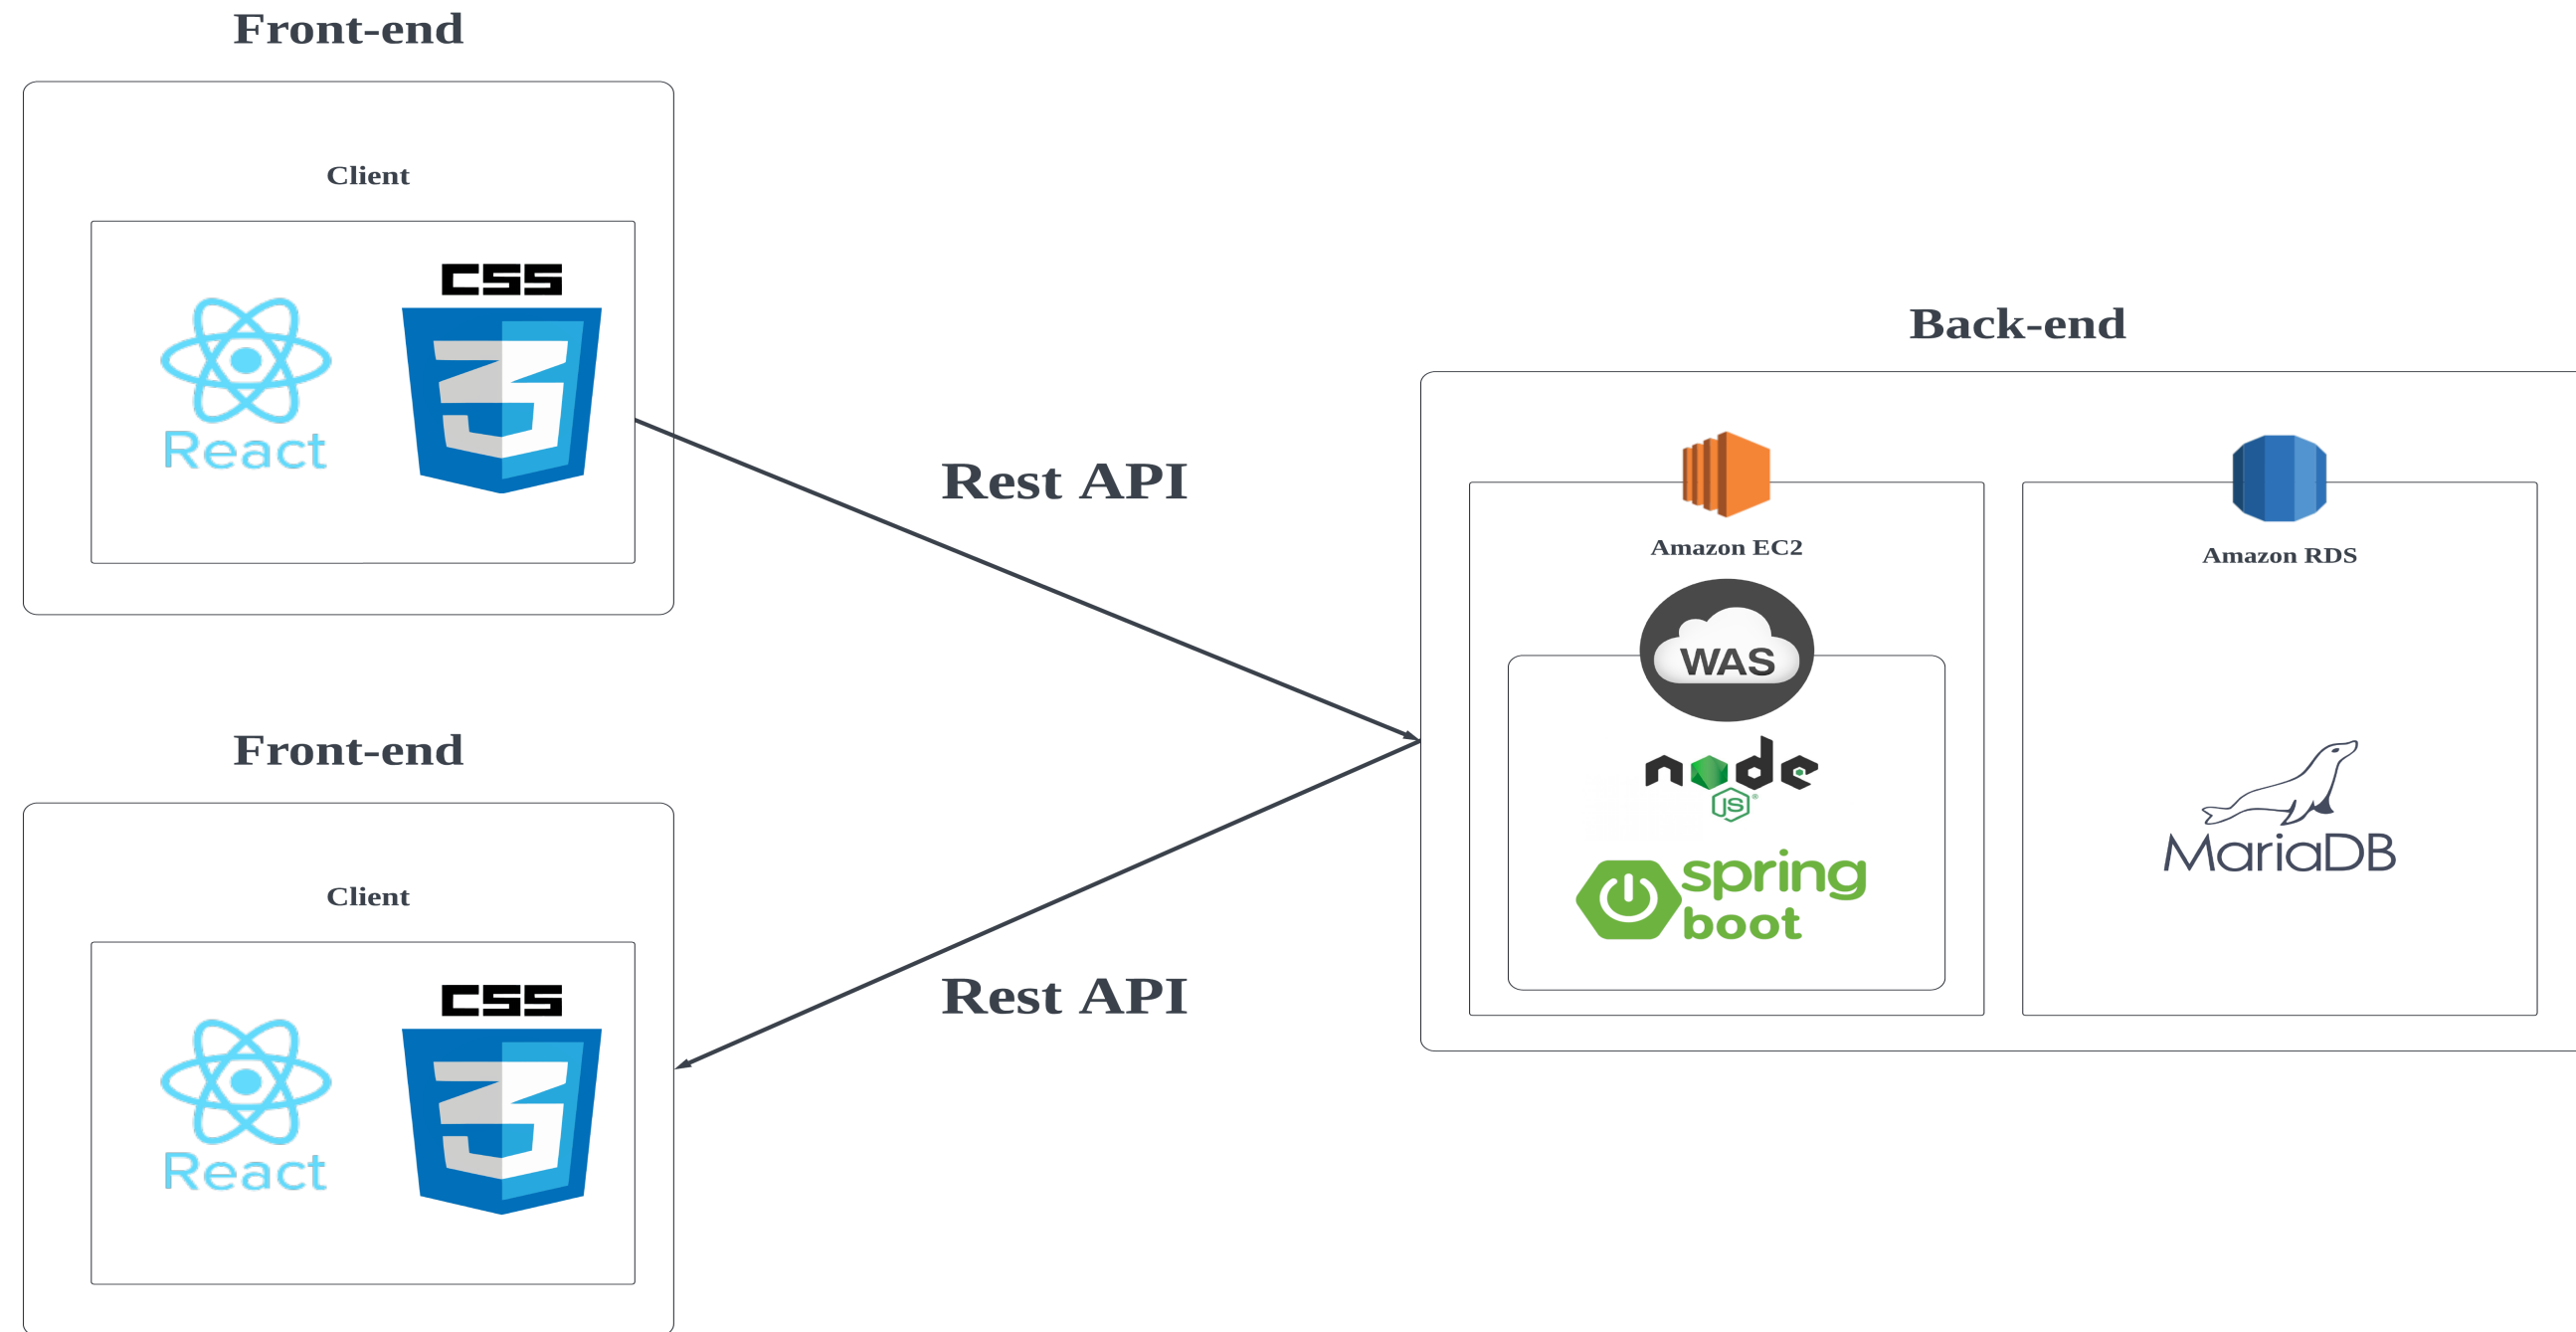 Front-end
Client
CSS
React
Rest API
Back-end
Amazon EC2
WAS
node
JS
spring
boot
Amazon RDS
MariaDB
Front-end
Client
CSS
React
Rest API